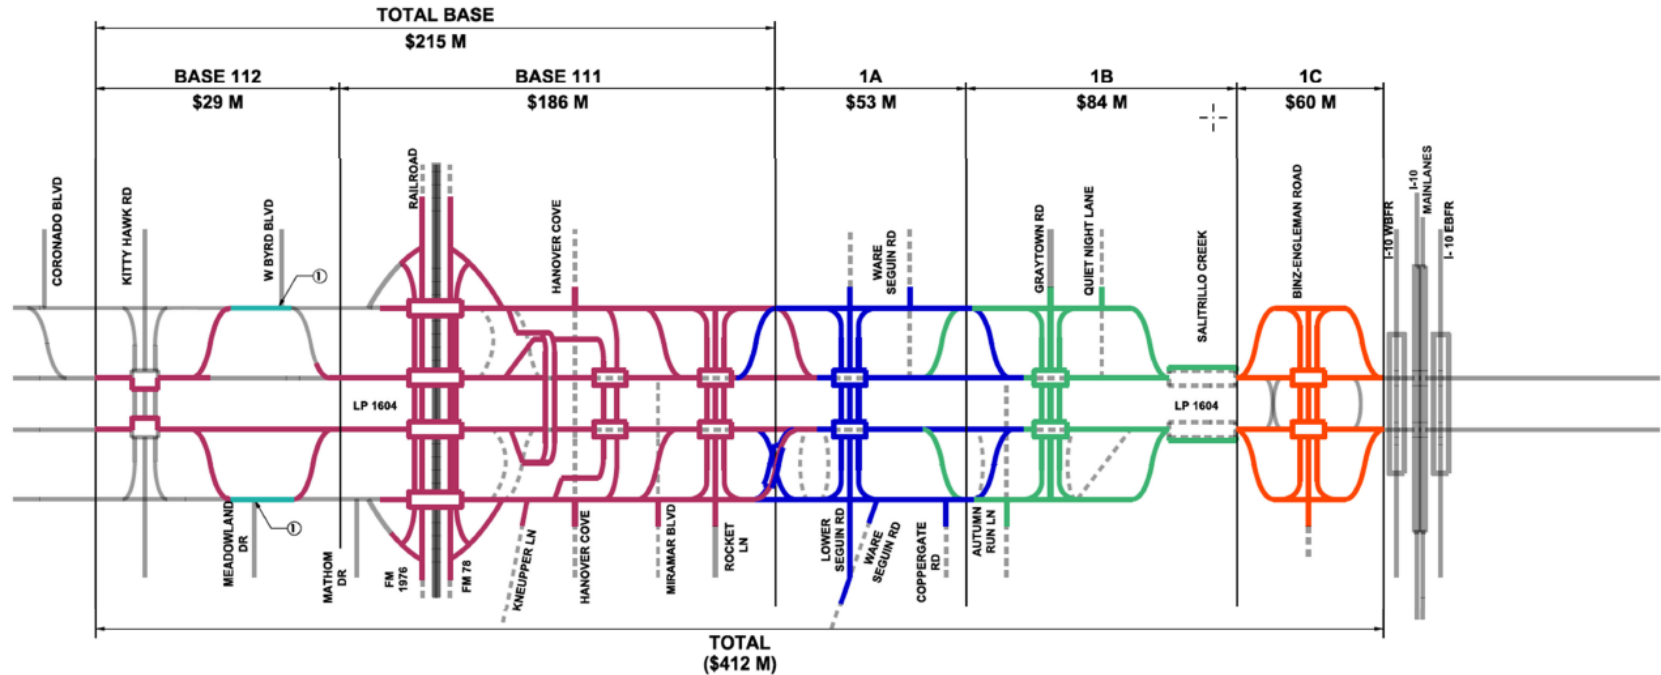 TOTAL BASE
$215 M
BASE 112
$29 M
BASE 111
$186 M
1A
$53 M
1B
$84 M
1C
$60 M
CORONADO BLVD
KITTY HAWK RD
W BYRD BLVD
1
RAILROAD
HANOVER COVE
WARE
SEGUIN RD
GRAYTOWN RD
QUIET NIGHT LANE
SALITRILLO CREEK
BINZ-ENGLEMAN ROAD
I-10 WBFR
I-10
MAINLANES
I- 10 EBFR
LP 1604
LP 1604
MEADOWLAND
DR
1
MATHOM
DR
FM
1976
FM 78
KNEUPPER LN
HANOVER COVE
MIRAMAR BLVD
ROCKET
LN
LOWER
SEGUIN RD
WARE
SEGUIN RD
COPPERGATE
RD
AUTUMN
RUN LN
TOTAL
($412 M)